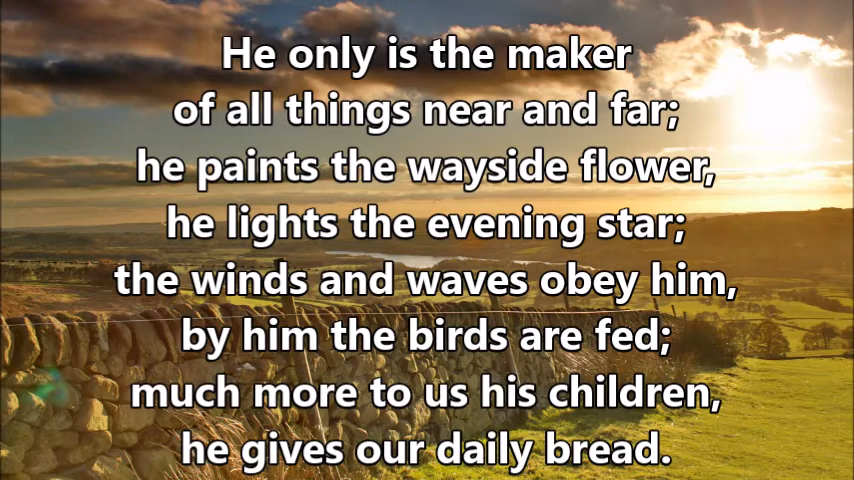 He only is the maker
of all things near and far;
he paints the wayside flower,
he lights the evening star;
the winds and waves obey him,
by him the birds are fed;
much more to us his children,
he gives our daily bread.